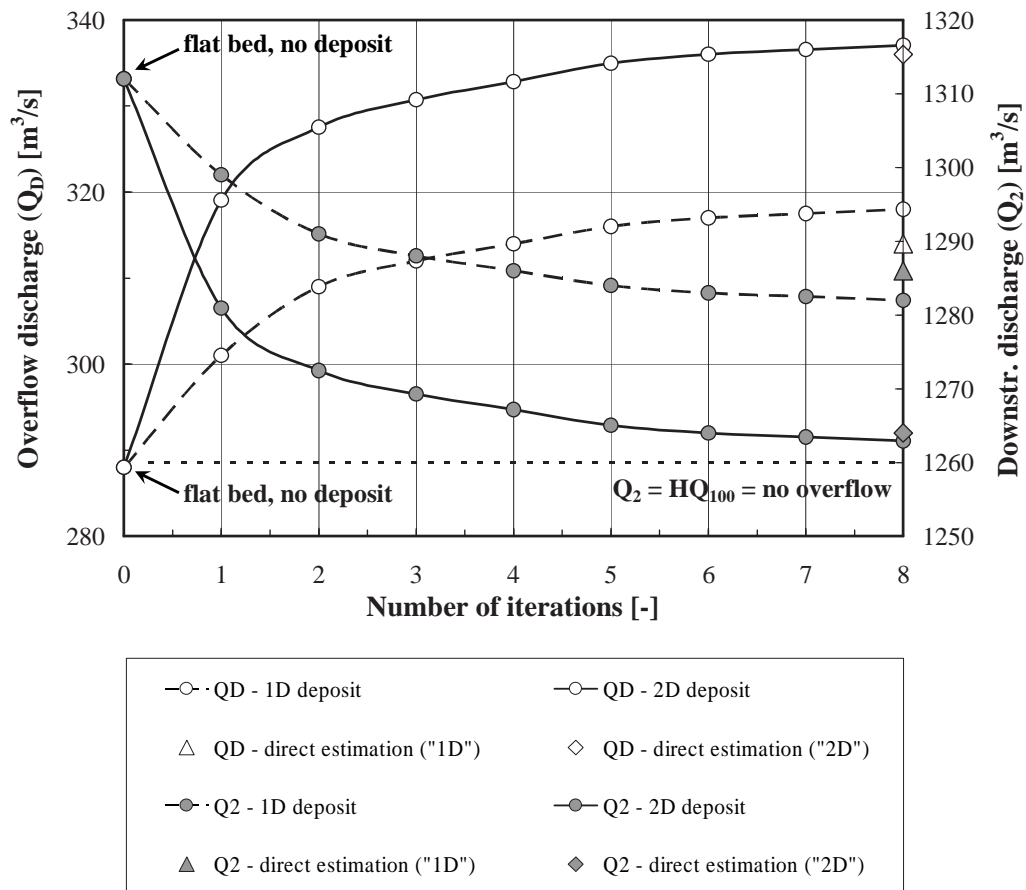 340
320
300
280
Overflow discharge (Q_D) [m³/s]
flat bed, no deposit
flat bed, no deposit
Q₂ = HQ₁₀₀ = no overflow
1320
1310
1300
1290
1280
1270
1260
1250
Downstr. discharge (Q₂) [m³/s]
0 1 2 3 4 5 6 7 8
Number of iterations [-]
QD - 1D deposit
QD - 2D deposit
QD - direct estimation ("1D")
QD - direct estimation ("2D")
Q2 - 1D deposit
Q2 - 2D deposit
Q2 - direct estimation ("1D")
Q2 - direct estimation ("2D")